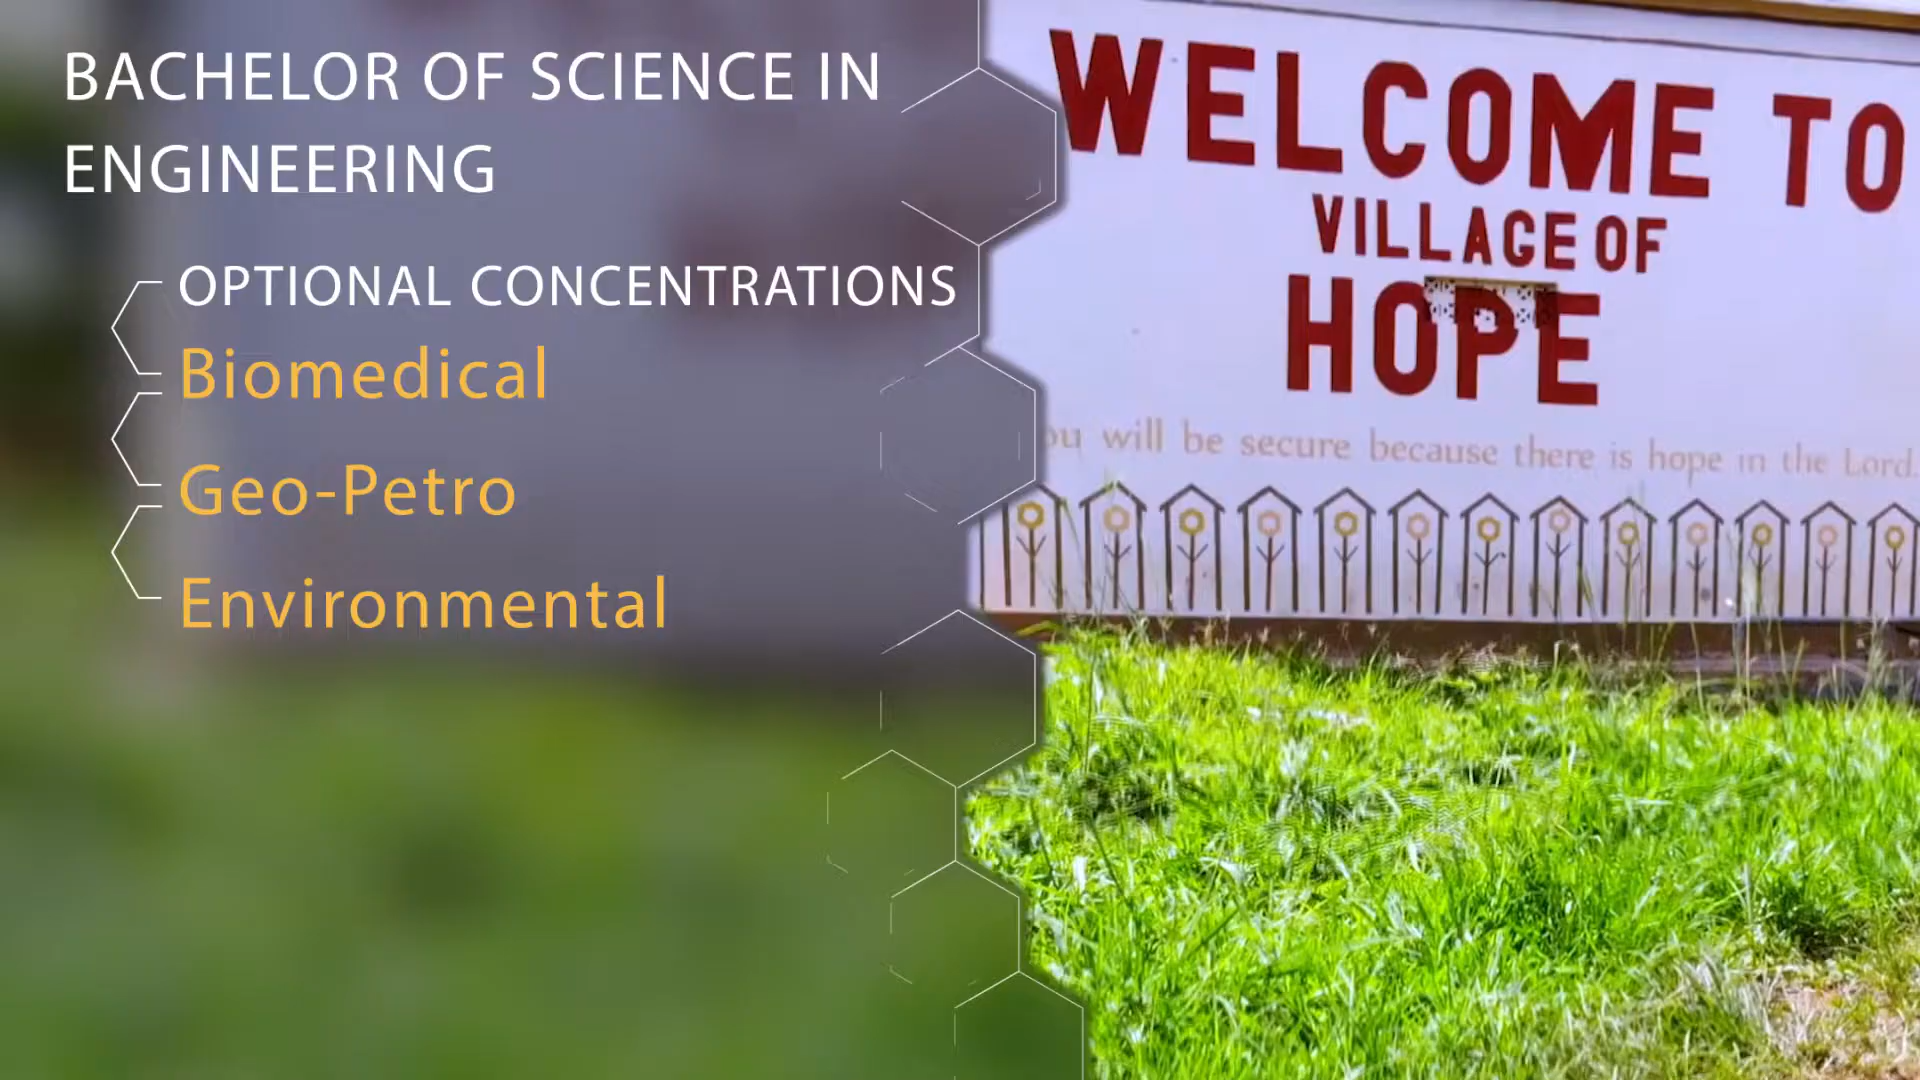 BACHELOR OF SCIENCE IN
ENGINEERING
OPTIONAL CONCENTRATIONS
Biomedical
Geo-Petro
Environmental
WELCOME TO
VILLAGE OF
HOPE
will be secure because there is hope in the Lord.